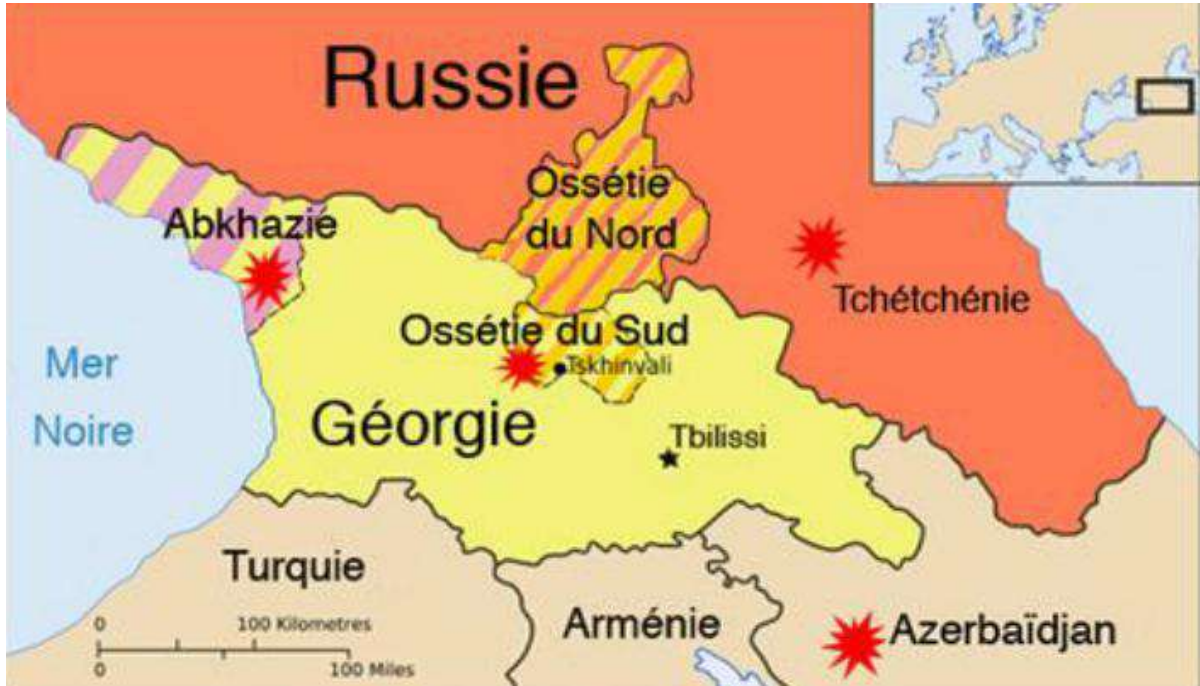 Russie
Ossétie
du Nord
Abkhazie
Tchétchénie
Ossétie du Sud
Tskhinvali
Mer
Noire
Géorgie
Tbilissi
Turquie
Arménie
Azerbaïdjan
0 100 Kilometres
0 100 Miles